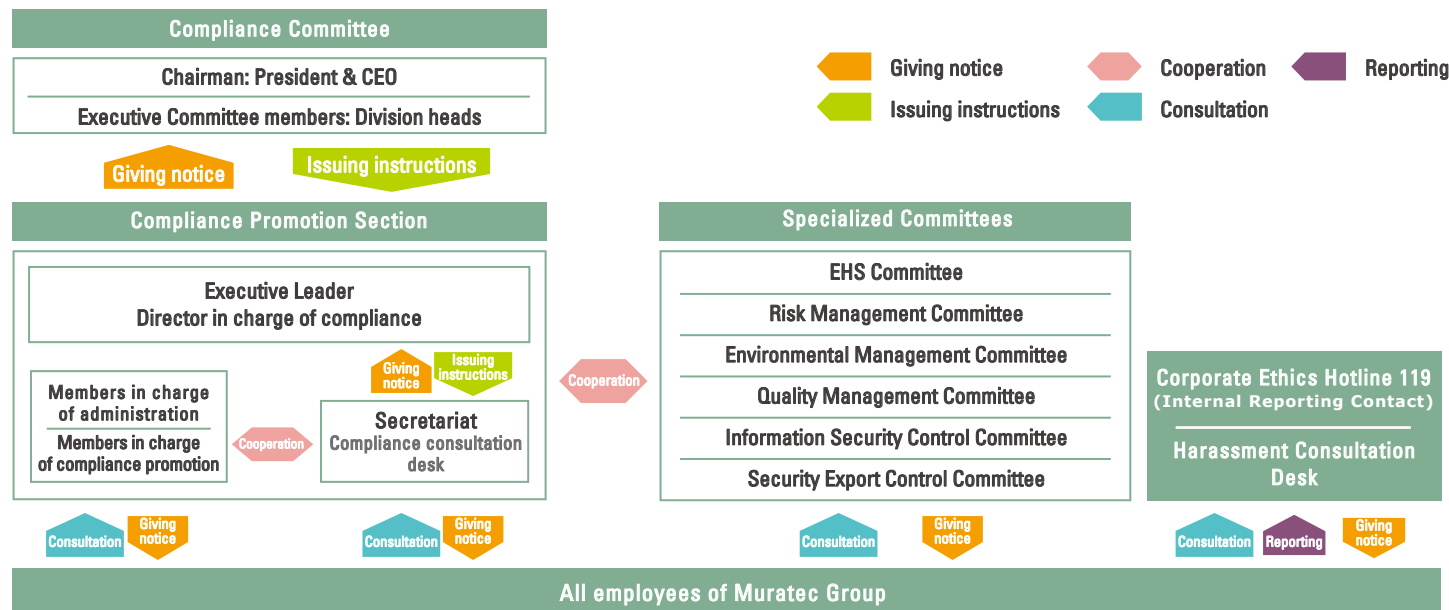 Compliance Committee
Chairman: President & CEO
Executive Committee members: Division heads
Giving notice
Issuing instructions
Giving notice
Cooperation
Reporting
Issuing instructions
Consultation
Compliance Promotion Section
Executive Leader
Director in charge of compliance
Giving
notice
Issuing
instructions
Members in charge
of administration
Members in charge
of compliance promotion
Cooperation
Secretariat
Compliance consultation
desk
Cooperation
Specialized Committees
EHS Committee
Risk Management Committee
Environmental Management Committee
Quality Management Committee
Information Security Control Committee
Security Export Control Committee
Corporate Ethics Hotline 119
(Internal Reporting Contact)
Harassment Consultation
Desk
Consultation
Giving
notice
Consultation
Giving
notice
Consultation
Giving
notice
Consultation
Reporting
Giving
notice
All employees of Muratec Group